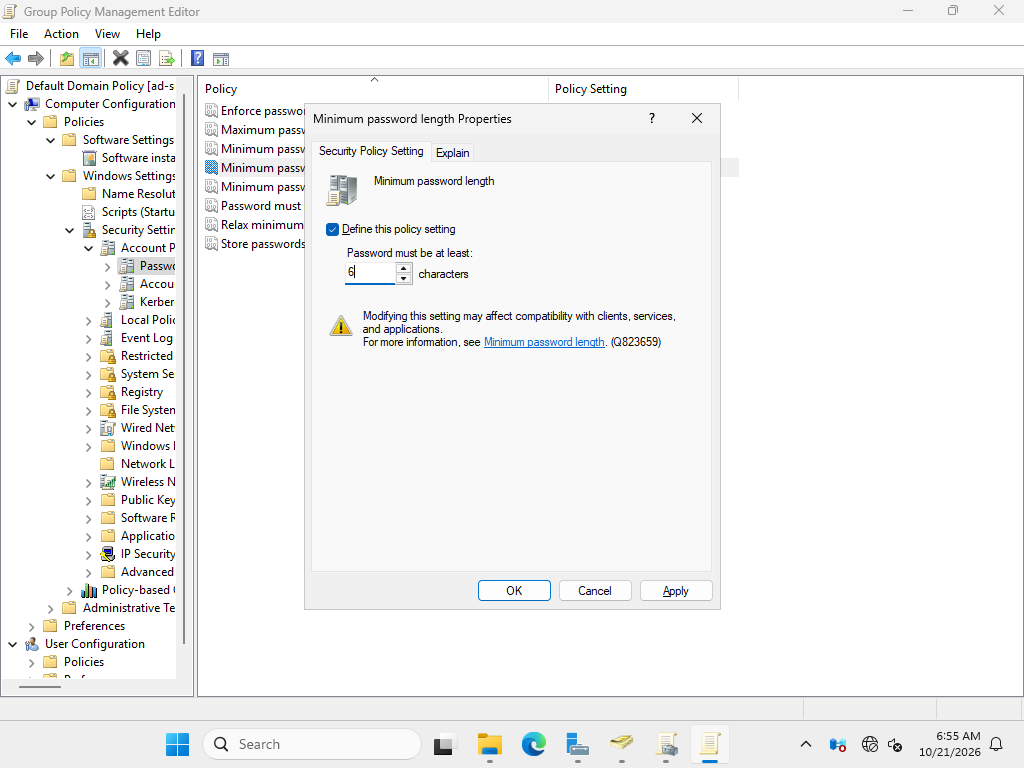 Group Policy Management Editor
File Action View Help
Default Domain Policy [ad-s
Computer Configuration
Policies
Software Settings
Software insta
Windows Settings
Name Resolut
Scripts (Startu
Security Settin
Account P
Passwo
Accou
Kerber
Local Polic
Event Log
Restricted
System Se
Registry
File System
Wired Net
Windows
Network L
Wireless N
Public Key
Software R
Applicatio
IP Security
Advanced
Policy-based
Administrative Te
Preferences
User Configuration
Policies
Policy Policy Setting
Enforce passwo
Maximum passw
Minimum passw
Minimum passw
Minimum passw
Password must
Relax minimum
Store passwords
Minimum password length Properties ?
Security Policy Setting Explain
Minimum password length
Define this policy setting
Password must be at least:
6 characters
Modifying this setting may affect compatibility with clients, services,
and applications.
For more information, see Minimum password length. (Q823659)
OK Cancel Apply
Search
6:55 AM
10/21/2026